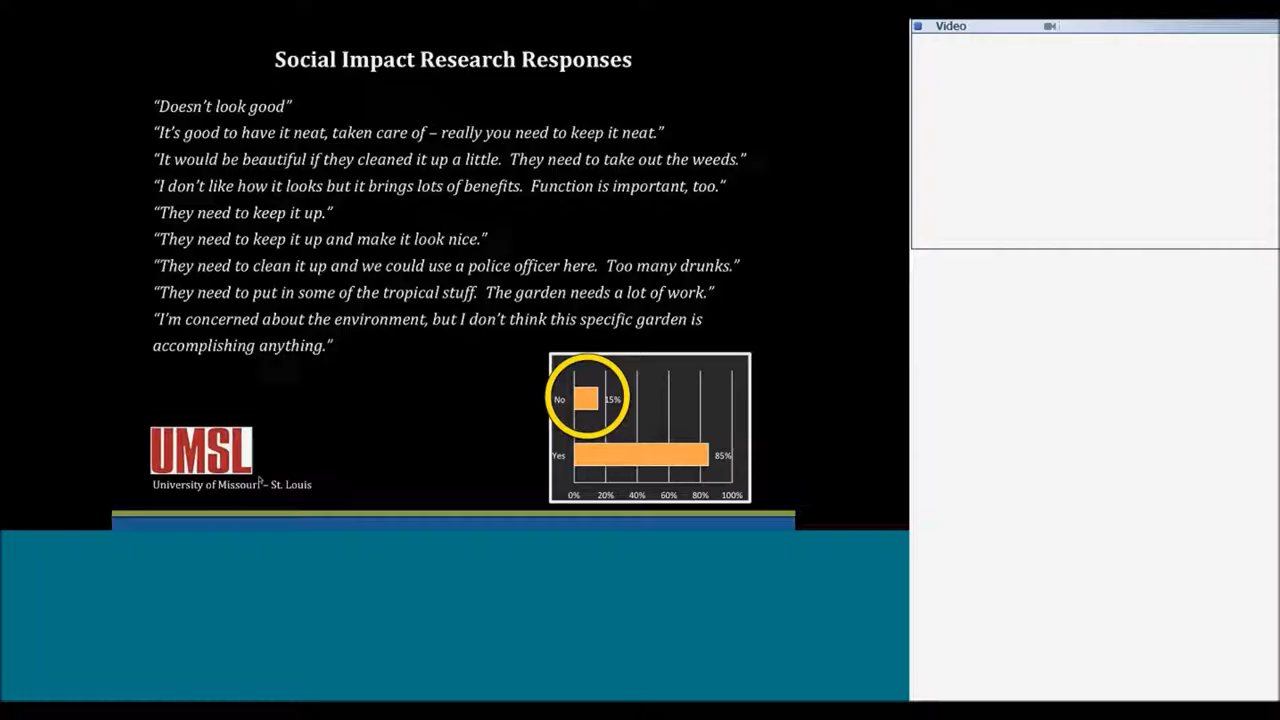 Video
Social Impact Research Responses
“Doesn’t look good”
“It’s good to have it neat, taken care of – really you need to keep it neat.”
“It would be beautiful if they cleaned it up a little.  They need to take out the weeds.”
“I don’t like how it looks but it brings lots of benefits.  Function is important, too.”
“They need to keep it up.”
“They need to keep it up and make it look nice.”
“They need to clean it up and we could use a police officer here.  Too many drunks.”
“They need to put in some of the tropical stuff.  The garden needs a lot of work.”
“I’m concerned about the environment, but I don’t think this specific garden is
accomplishing anything.”
No 15%
Yes 85%
0% 20% 40% 60% 80% 100%
UMSL
University of Missouri – St. Louis